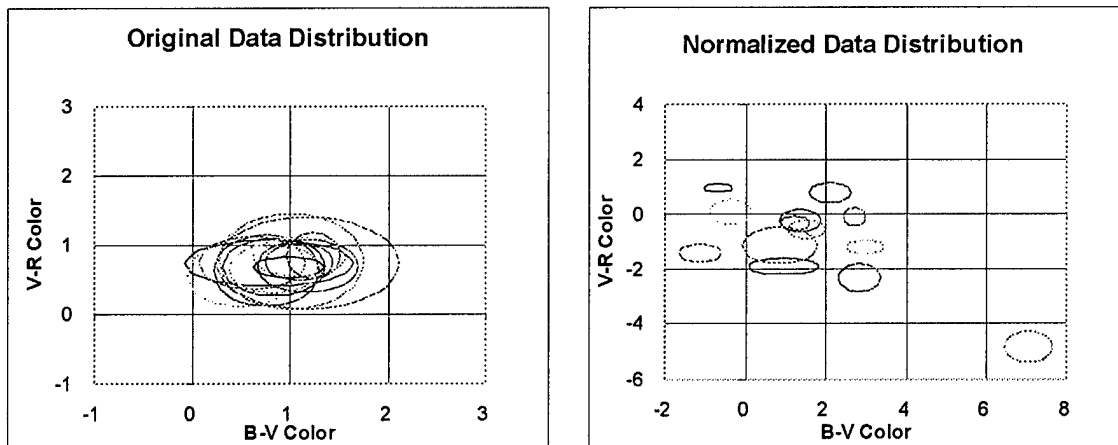 Original Data Distribution
3
2
1
0
-1
V-R Color
-1 0 1 2 3
B-V Color
Normalized Data Distribution
4
2
0
-2
-4
-6
V-R Color
-2 0 2 4 6 8
B-V Color